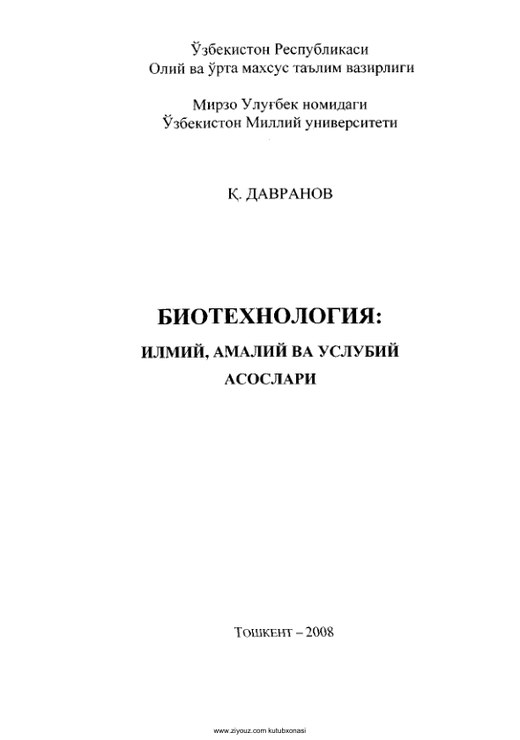 Ўзбекистон Республикаси
Олий ва ўрта махсус таълим вазирлиги
Мирзо Улуғбек номидаги
Ўзбекистон Миллий университети
Қ. ДАВРАНОВ
БИОТЕХНОЛОГИЯ:
ИЛМИЙ, АМАЛИЙ ВА УСЛУБИЙ
АСОСЛАРИ
Тошкент – 2008
www.ziyouz.com kutubxonasi